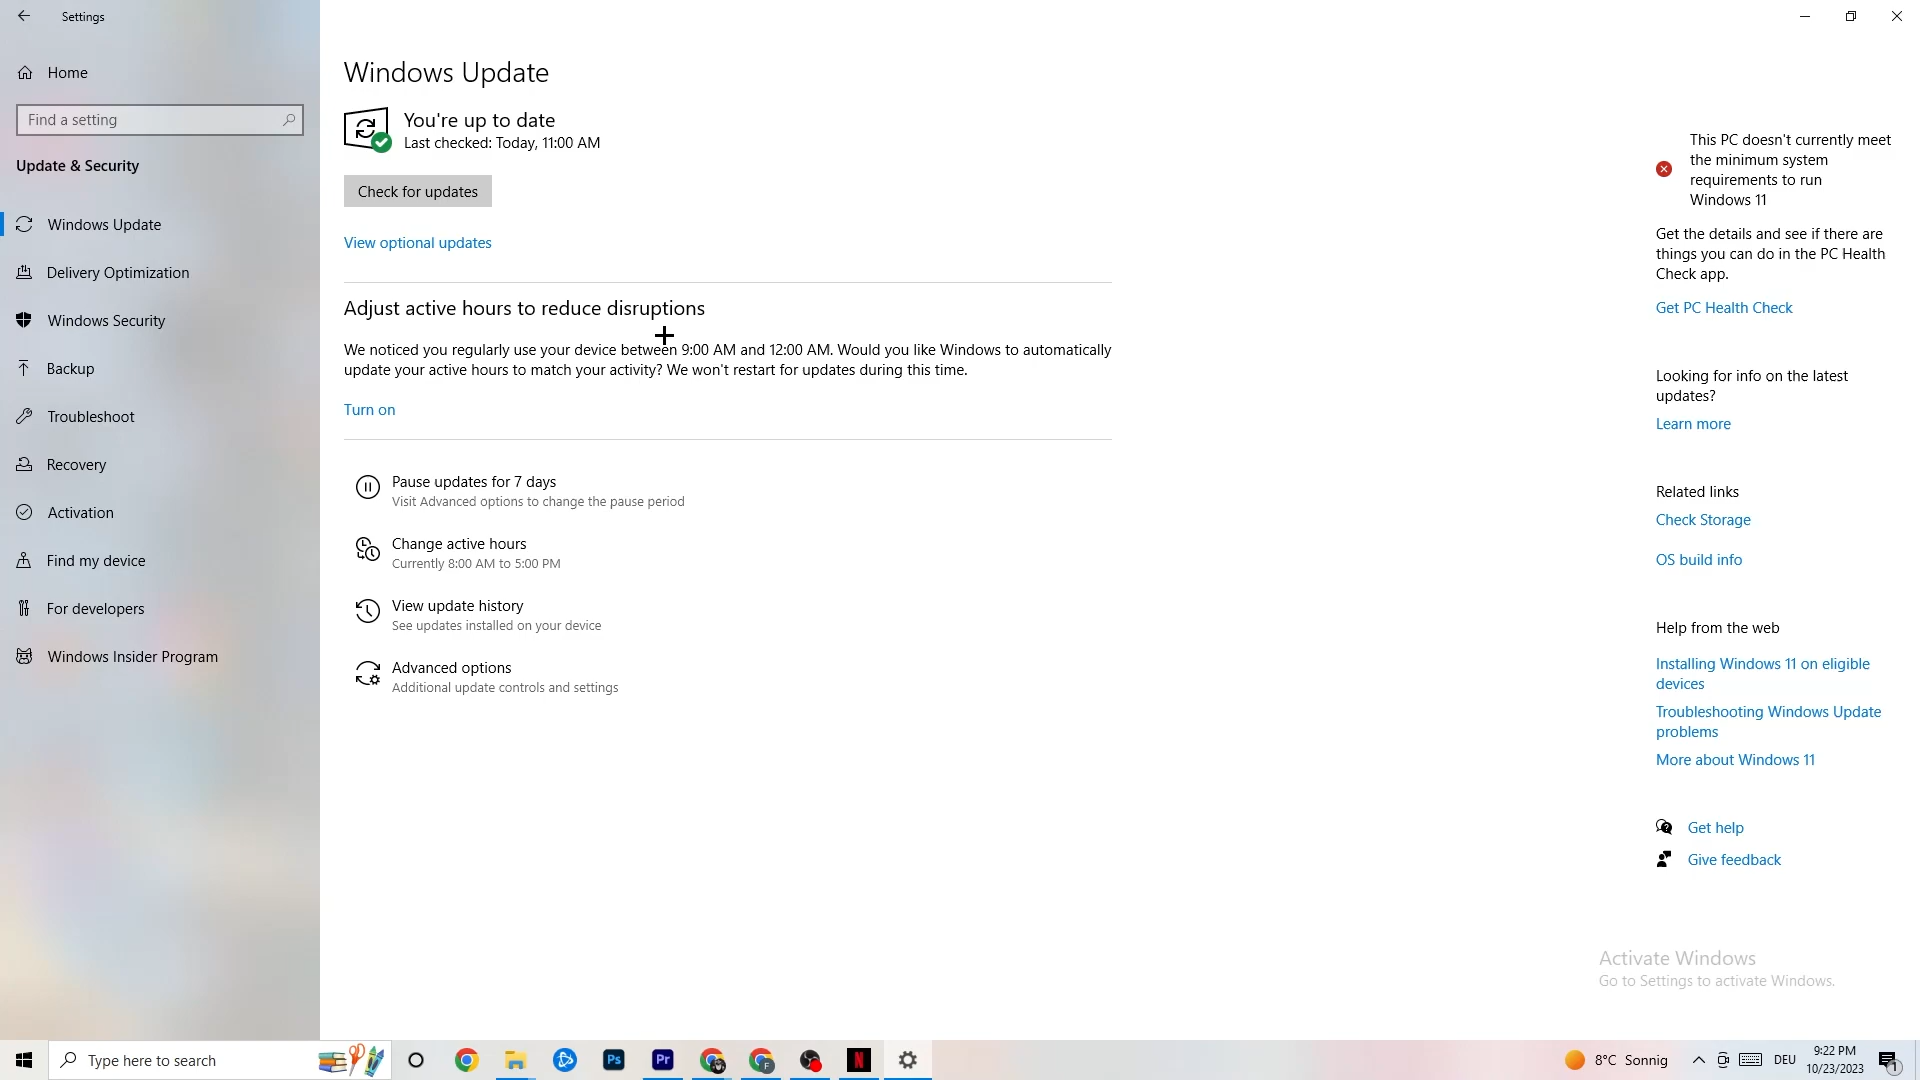 Settings
Home
Find a setting
Update & Security
Windows Update
Delivery Optimization
Windows Security
Backup
Troubleshoot
Recovery
Activation
Find my device
For developers
Windows Insider Program
Windows Update
You're up to date
Last checked: Today, 11:00 AM
Check for updates
View optional updates
Adjust active hours to reduce disruptions
We noticed you regularly use your device between 9:00 AM and 12:00 AM. Would you like Windows to automatically
update your active hours to match your activity? We won't restart for updates during this time.
Turn on
Pause updates for 7 days
Visit Advanced options to change the pause period
Change active hours
Currently 8:00 AM to 5:00 PM
View update history
See updates installed on your device
Advanced options
Additional update controls and settings
This PC doesn't currently meet
the minimum system
requirements to run
Windows 11
Get the details and see if there are
things you can do in the PC Health
Check app.
Get PC Health Check
Looking for info on the latest
updates?
Learn more
Related links
Check Storage
OS build info
Help from the web
Installing Windows 11 on eligible
devices
Troubleshooting Windows Update
problems
More about Windows 11
Get help
Give feedback
Activate Windows
Go to Settings to activate Windows.
Type here to search
Ps
Pr
F
N
8°C Sonnig
DEU
9:22 PM
10/23/2023
1